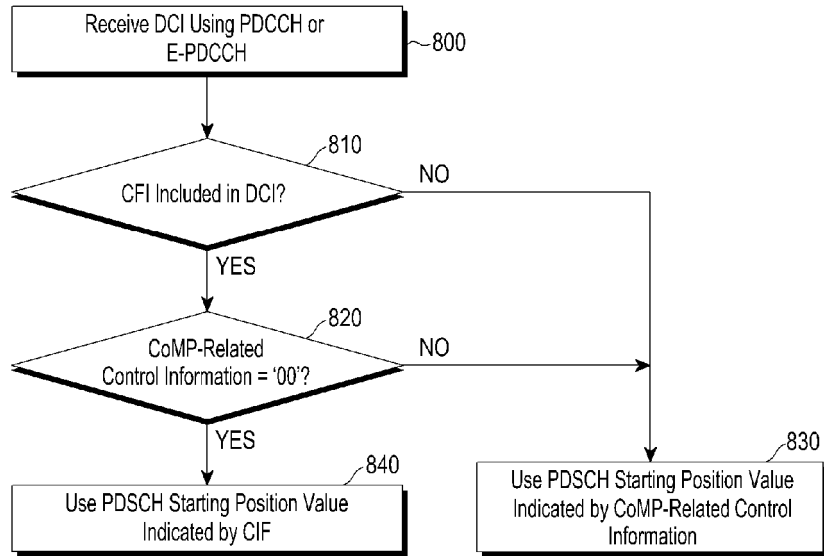 Receive DCI Using PDCCH or
E-PDCCH
800
810
CFI Included in DCI?
NO
YES
820
CoMP-Related
Control Information = ‘00’?
NO
YES
840
Use PDSCH Starting Position Value
Indicated by CIF
830
Use PDSCH Starting Position Value
Indicated by CoMP-Related Control
Information